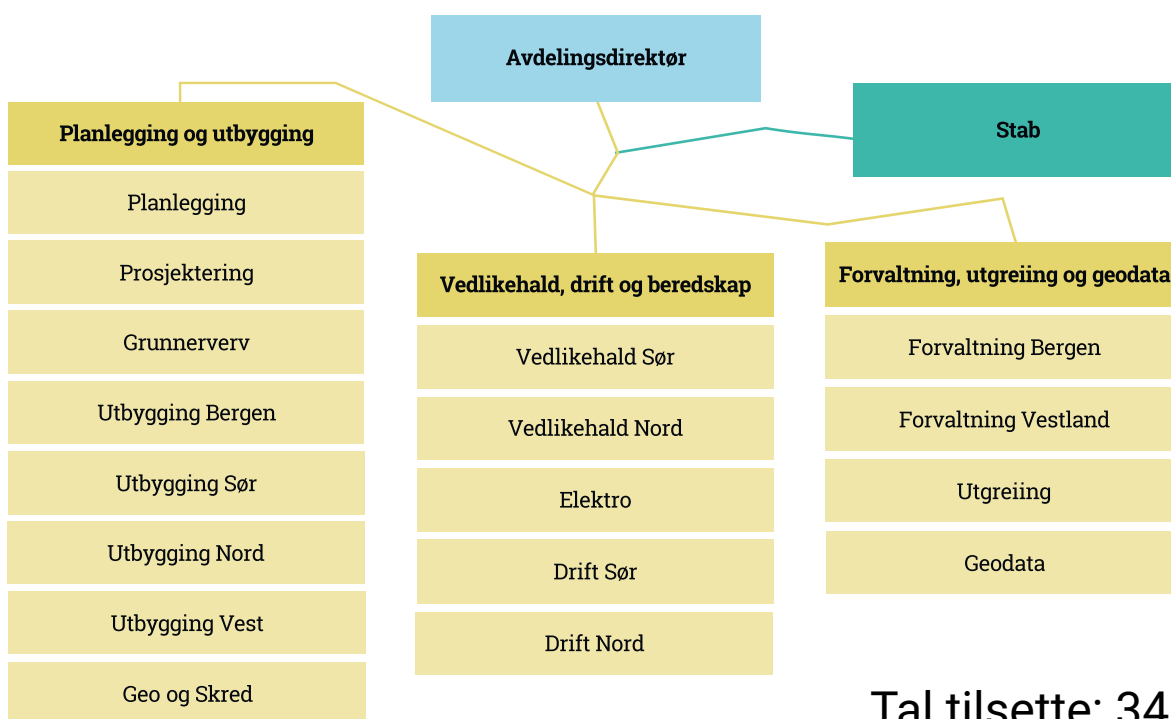 Avdelingsdirektør
Stab
Planlegging og utbygging
Planlegging
Prosjektering
Grunnerverv
Utbygging Bergen
Utbygging Sør
Utbygging Nord
Utbygging Vest
Geo og Skred
Vedlikehald, drift og beredskap
Vedlikehald Sør
Vedlikehald Nord
Elektro
Drift Sør
Drift Nord
Forvaltning, utgreiing og geodata
Forvaltning Bergen
Forvaltning Vestland
Utgreiing
Geodata
Tal tilsette: 34